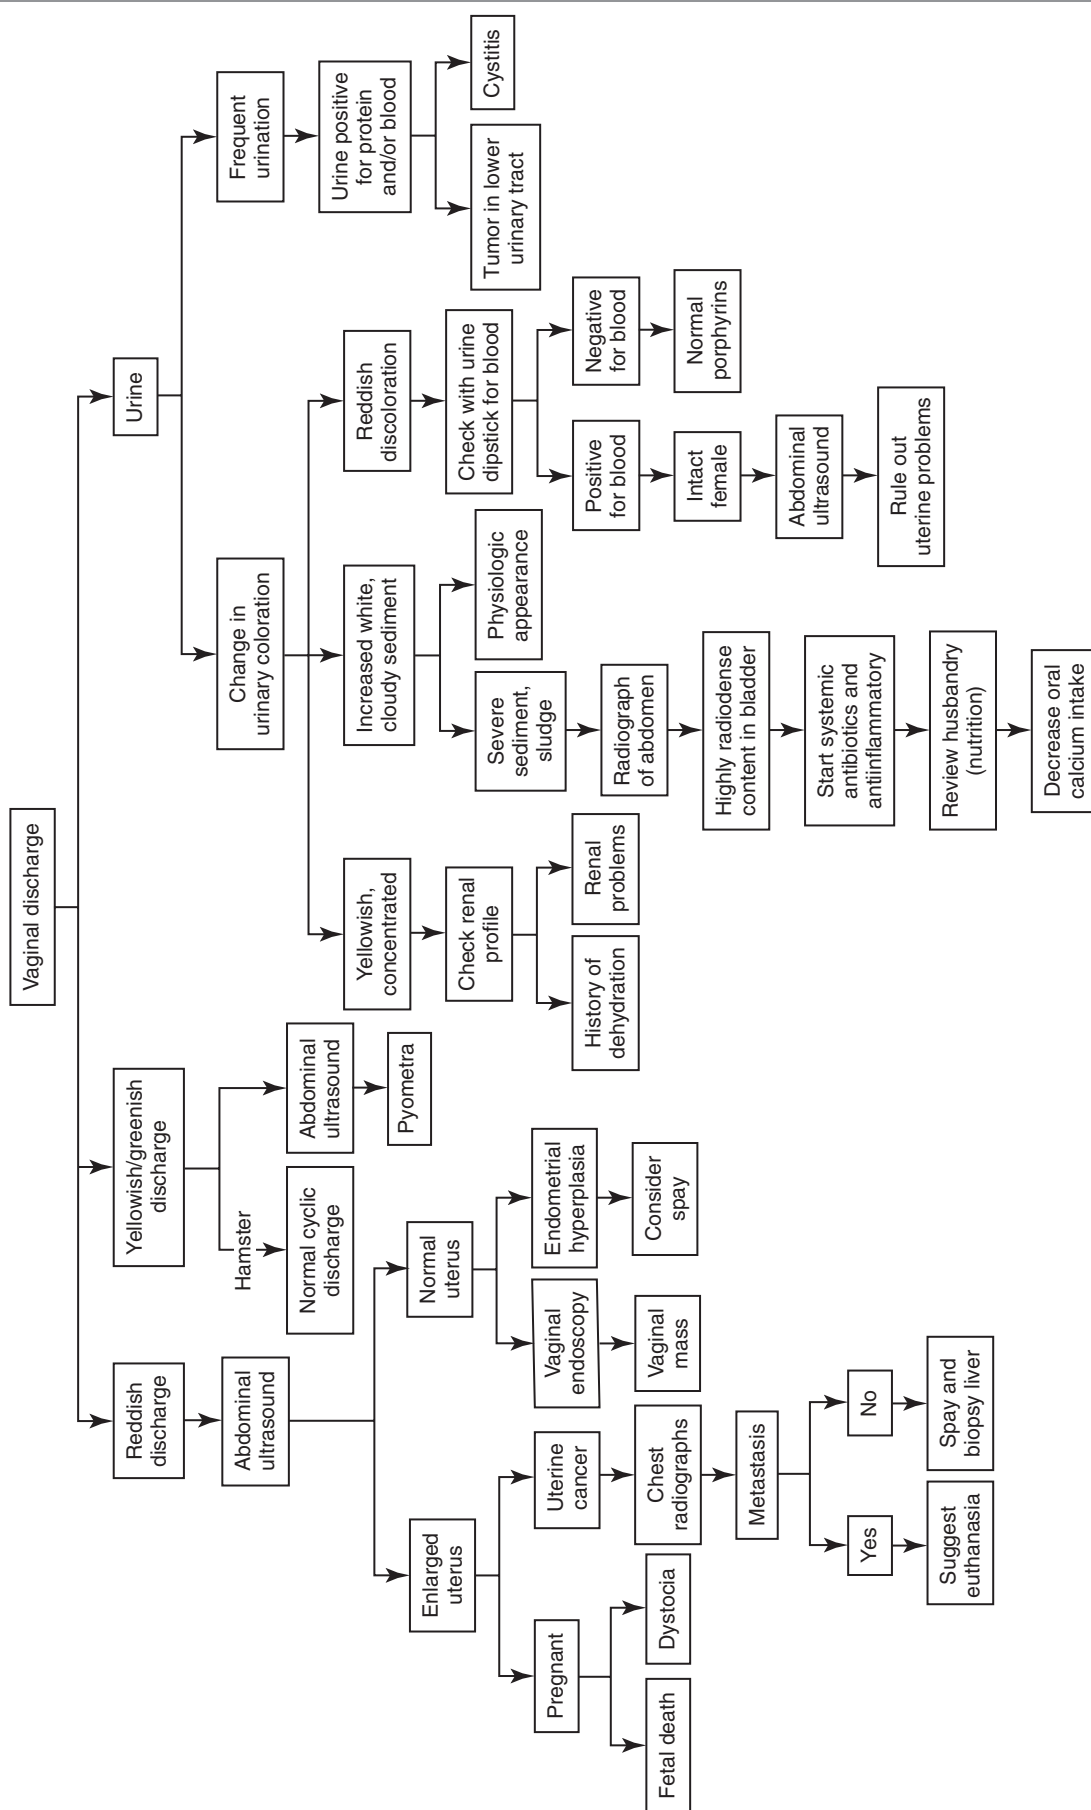 Vaginal discharge
Reddish
discharge
Abdominal
ultrasound
Enlarged
uterus
Pregnant
Fetal death
Dystocia
Uterine
cancer
Chest
radiographs
Metastasis
Yes
Suggest
euthanasia
No
Spay and
biopsy liver
Normal
uterus
Vaginal
endoscopy
Vaginal
mass
Endometrial
hyperplasia
Consider
spay
Yellowish/greenish
discharge
Hamster
Normal cyclic
discharge
Abdominal
ultrasound
Pyometra
Urine
Change in
urinary coloration
Yellowish,
concentrated
Check renal
profile
History of
dehydration
Renal
problems
Increased white,
cloudy sediment
Severe
sediment,
sludge
Radiograph
of abdomen
Highly radiodense
content in bladder
Start systemic
antibiotics and
antiinflammatory
Review husbandry
(nutrition)
Decrease oral
calcium intake
Physiologic
appearance
Reddish
discoloration
Check with urine
dipstick for blood
Positive
for blood
Intact
female
Abdominal
ultrasound
Rule out
uterine problems
Negative
for blood
Normal
porphyrins
Frequent
urination
Urine positive
for protein
and/or blood
Tumor in lower
urinary tract
Cystitis